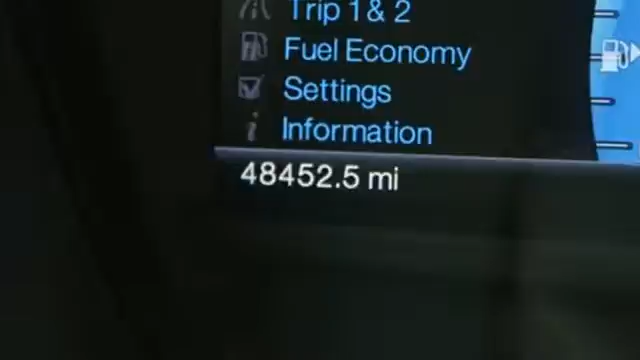 Trip 1 & 2
Fuel Economy
Settings
Information
48452.5 mi